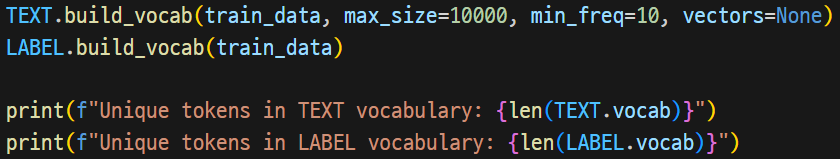 TEXT.build_vocab(train_data, max_size=10000, min_freq=10, vectors=None)
LABEL.build_vocab(train_data)
print(f"Unique tokens in TEXT vocabulary: {len(TEXT.vocab)}")
print(f"Unique tokens in LABEL vocabulary: {len(LABEL.vocab)}")